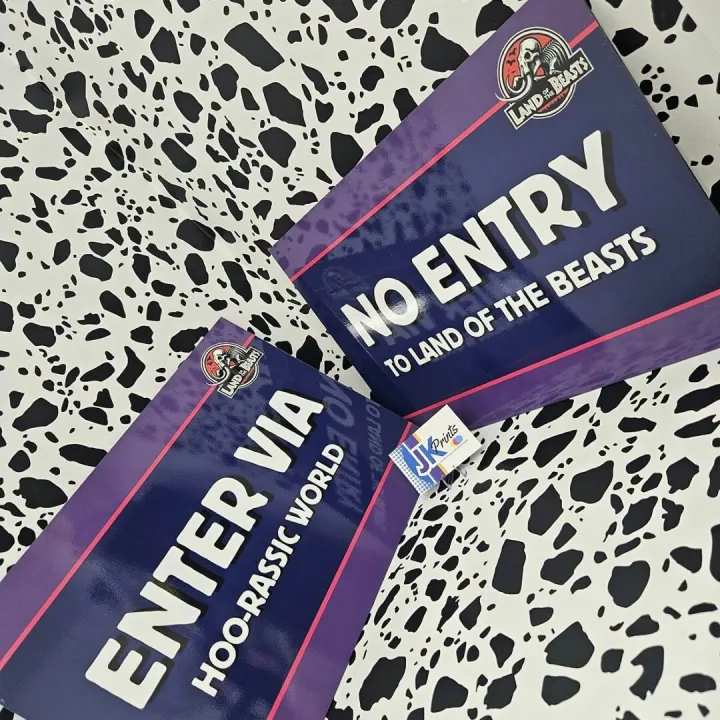 LAND OF THE BEASTS
NO ENTRY
TO LAND OF THE BEASTS
LAND OF THE BEASTS
ENTER VIA
HOO-RASSIC WORLD
JK
Prints